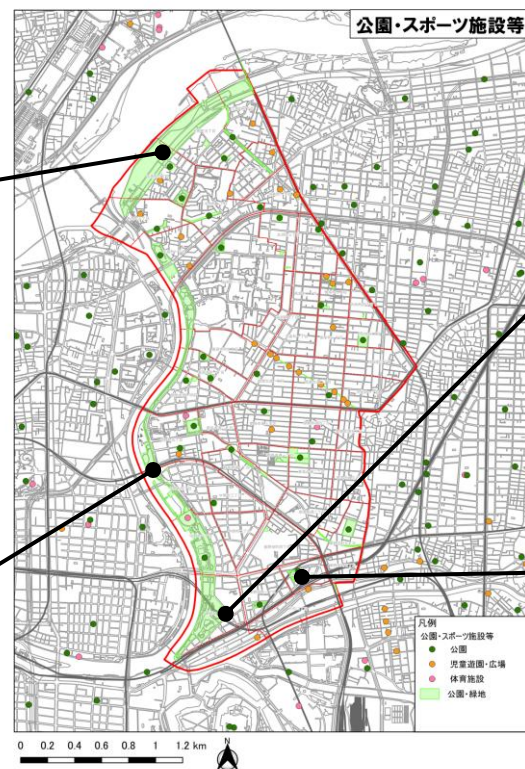 公園・スポーツ施設等
凡例
公園・スポーツ施設等
公園
児童遊園・広場
体育施設
公園・緑地
0 0.2 0.4 0.6 0.8 1 1.2 km
N